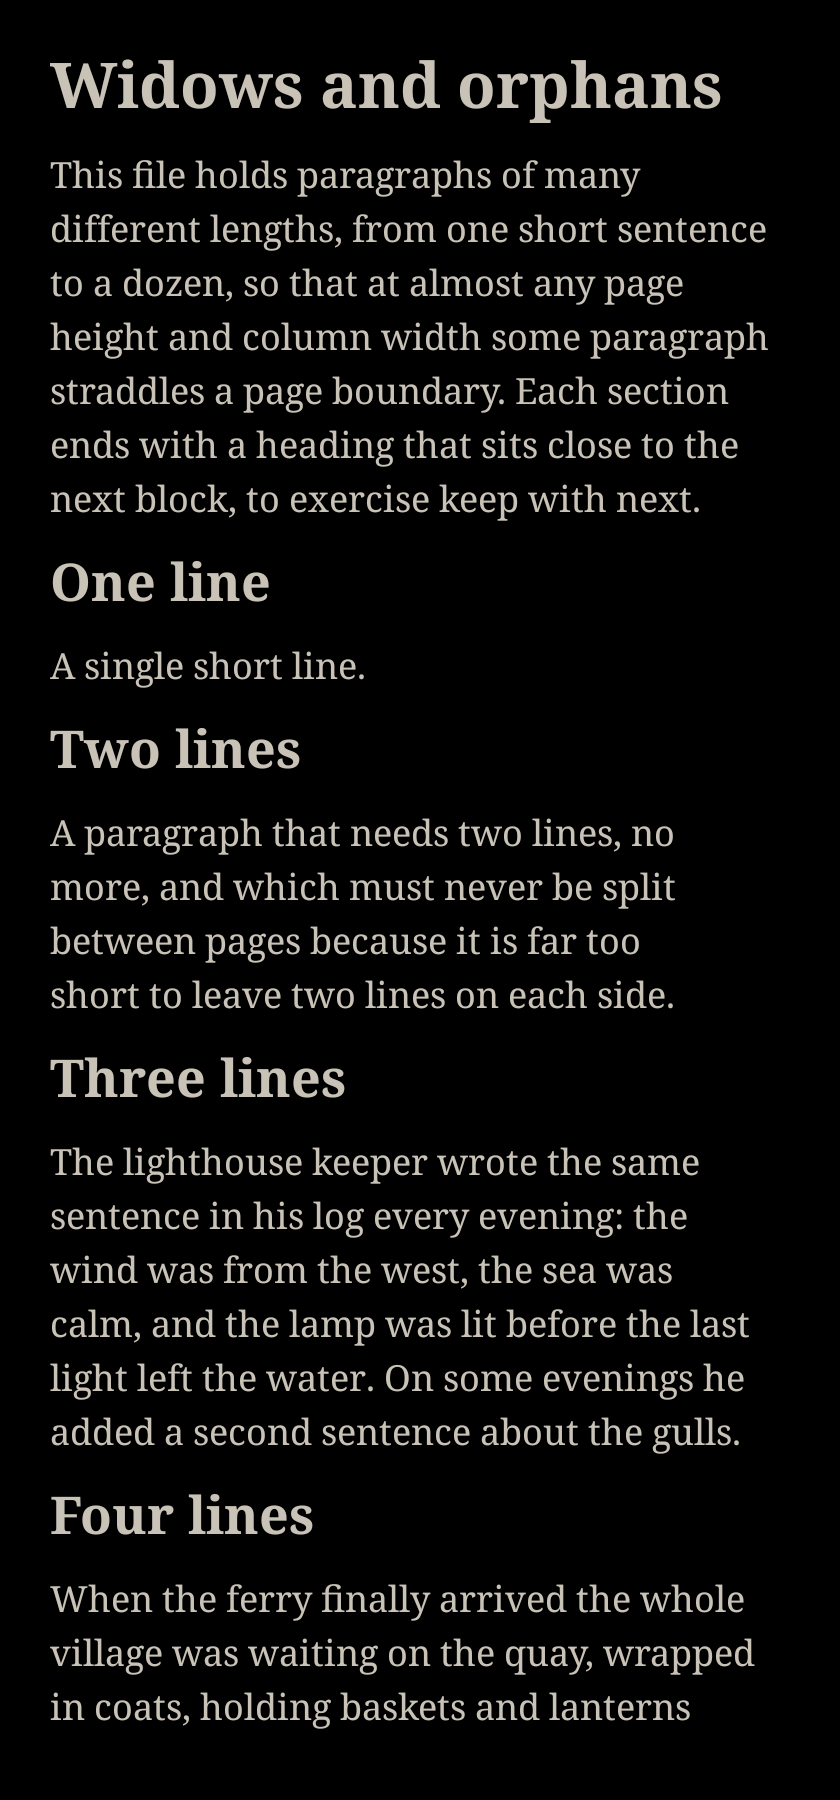 Widows and orphans
This file holds paragraphs of many
different lengths, from one short sentence
to a dozen, so that at almost any page
height and column width some paragraph
straddles a page boundary. Each section
ends with a heading that sits close to the
next block, to exercise keep with next.
One line
A single short line.
Two lines
A paragraph that needs two lines, no
more, and which must never be split
between pages because it is far too
short to leave two lines on each side.
Three lines
The lighthouse keeper wrote the same
sentence in his log every evening: the
wind was from the west, the sea was
calm, and the lamp was lit before the last
light left the water. On some evenings he
added a second sentence about the gulls.
Four lines
When the ferry finally arrived the whole
village was waiting on the quay, wrapped
in coats, holding baskets and lanterns